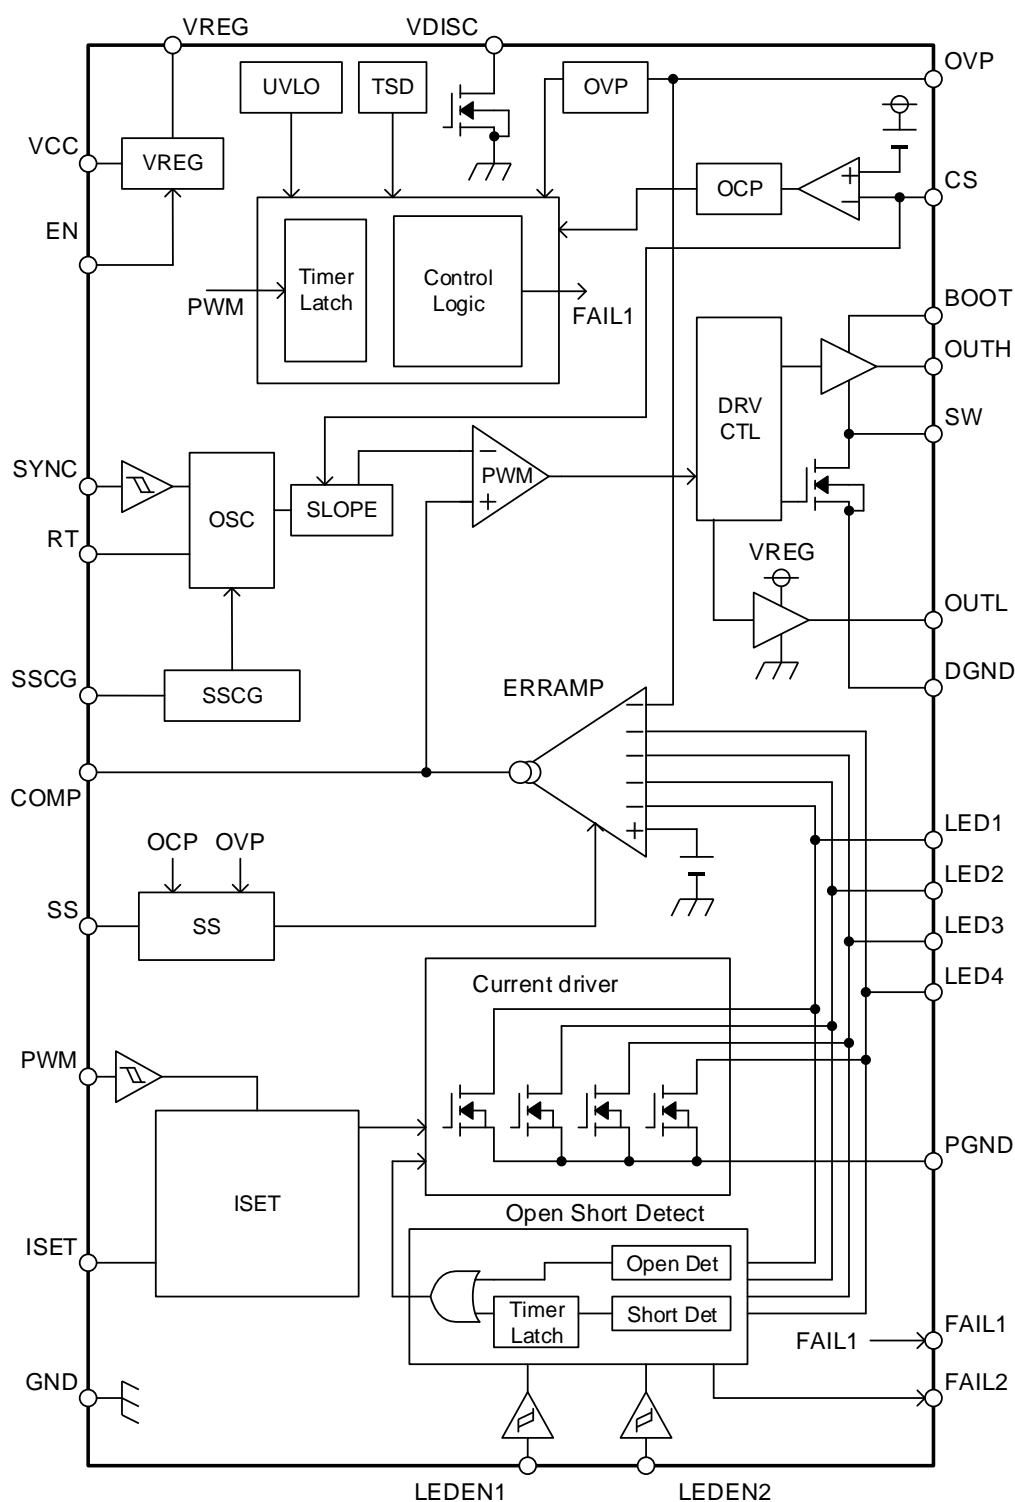 VREG
VDISC
OVP
UVLO
TSD
OVP
VCC
VREG
OCP
+
−
CS
EN
Timer
Latch
Control
Logic
PWM
FAIL1
BOOT
OUTH
DRV
CTL
SW
SYNC
OSC
SLOPE
−
PWM
+
RT
VREG
OUTL
SSCG
SSCG
ERRAMP
DGND
−
−
−
−
−
+
COMP
LED1
OCP
OVP
LED2
SS
SS
LED3
LED4
Current driver
PWM
PGND
ISET
Open Short Detect
ISET
Open Det
Timer
Latch
Short Det
FAIL1
FAIL1
GND
FAIL2
LEDEN1
LEDEN2